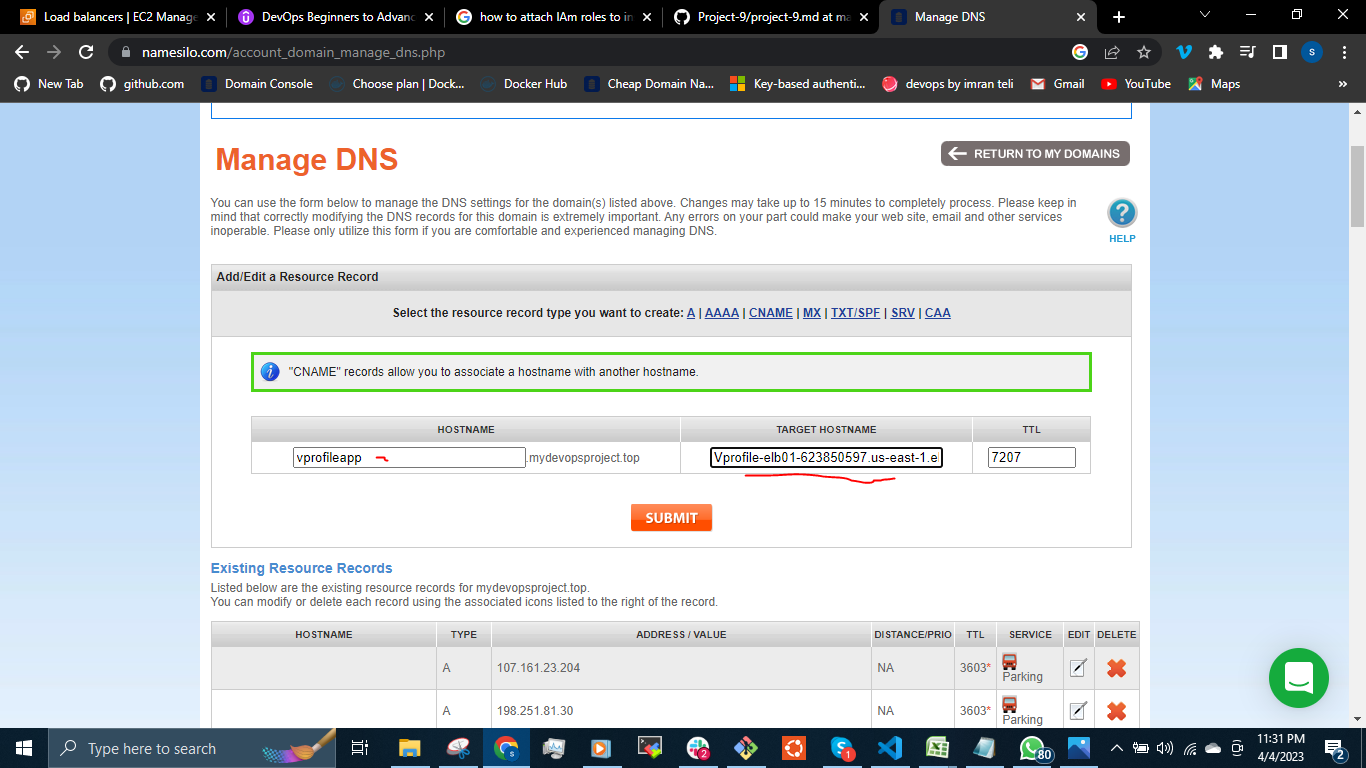 Load balancers | EC2 Manage
DevOps Beginners to Advanc
how to attach IAm roles to in
Project-9/project-9.md at ma
Manage DNS
namesilo.com/account_domain_manage_dns.php
S
New Tab
github.com
Domain Console
Choose plan | Dock...
Docker Hub
Cheap Domain Na...
Key-based authenti...
devops by imran teli
Gmail
YouTube
Maps
»
Manage DNS
RETURN TO MY DOMAINS
You can use the form below to manage the DNS settings for the domain(s) listed above. Changes may take up to 15 minutes to completely process. Please keep in
mind that correctly modifying the DNS records for this domain is extremely important. Any errors on your part could make your web site, email and other services
inoperable. Please only utilize this form if you are comfortable and experienced managing DNS.
?
HELP
Add/Edit a Resource Record
Select the resource record type you want to create: A | AAAA | CNAME | MX | TXT/SPF | SRV | CAA
"CNAME" records allow you to associate a hostname with another hostname.
HOSTNAME TARGET HOSTNAME TTL
vprofileapp .mydevopsproject.top Vprofile-elb01-623850597.us-east-1.e 7207
SUBMIT
Existing Resource Records
Listed below are the existing resource records for mydevopsproject.top.
You can modify or delete each record using the associated icons listed to the right of the record.
HOSTNAME TYPE ADDRESS / VALUE DISTANCE/PRIO TTL SERVICE EDIT DELETE
A 107.161.23.204 NA 3603* Parking
A 198.251.81.30 NA 3603* Parking
Type here to search
2
1
80
11:31 PM
4/4/2023
2